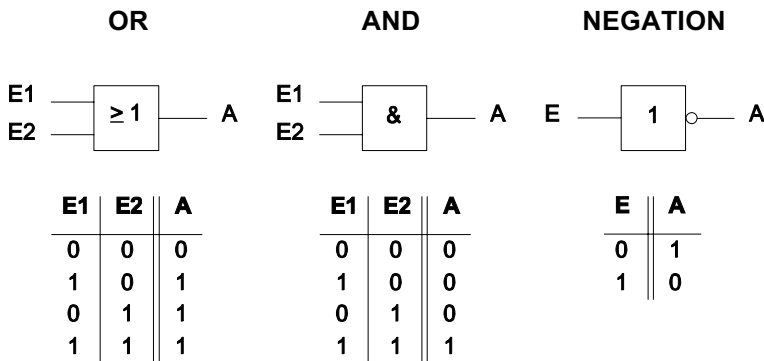 OR AND NEGATION
E1 E1
≥ 1 A & A E 1 A
E2 E2
E1 E2 A E1 E2 A E A
0 0 0 0 0 0 0 1
1 0 1 1 0 0 1 0
0 1 1 0 1 0
1 1 1 1 1 1